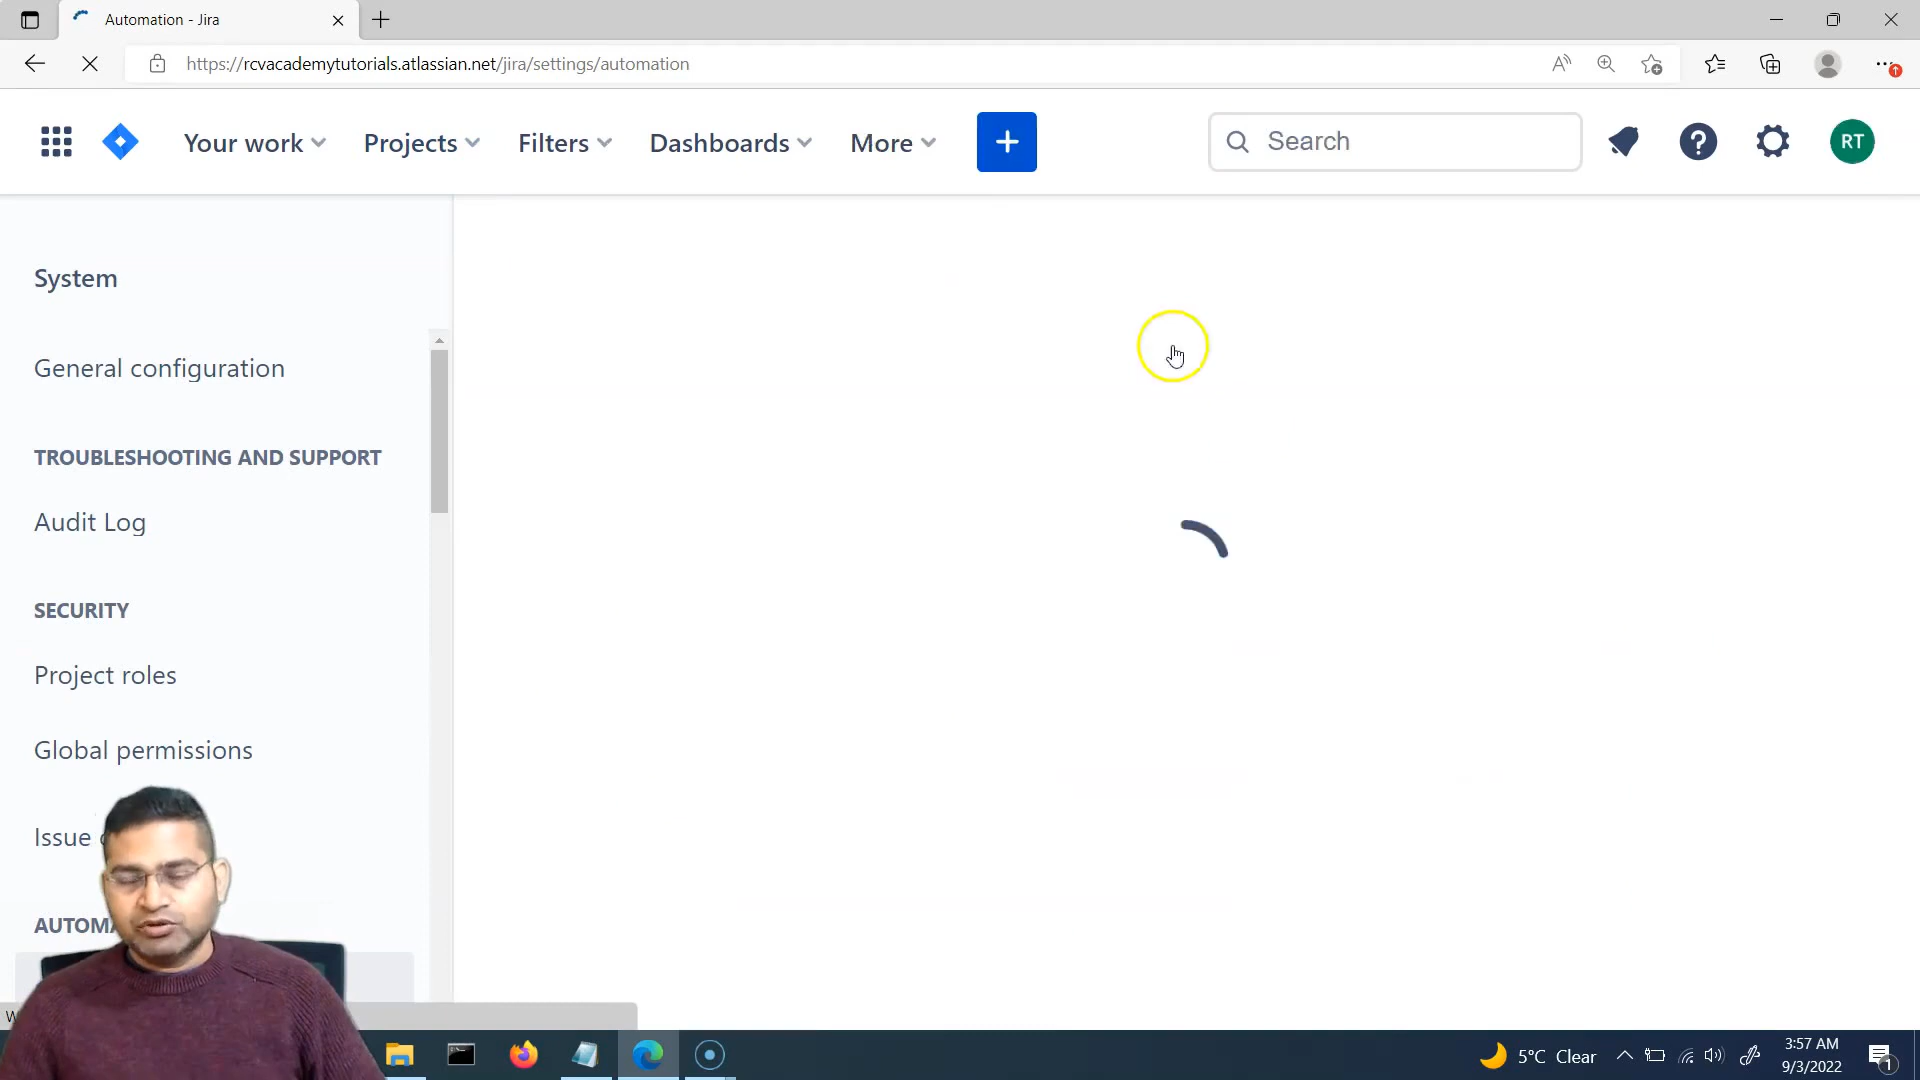 Automation - Jira
https://rcvacademytutorials.atlassian.net/jira/settings/automation
Your work
Projects
Filters
Dashboards
More
Search
RT
System
General configuration
TROUBLESHOOTING AND SUPPORT
Audit Log
SECURITY
Project roles
Global permissions
Issue
AUTOMA
W
5°C Clear
3:57 AM
9/3/2022
1